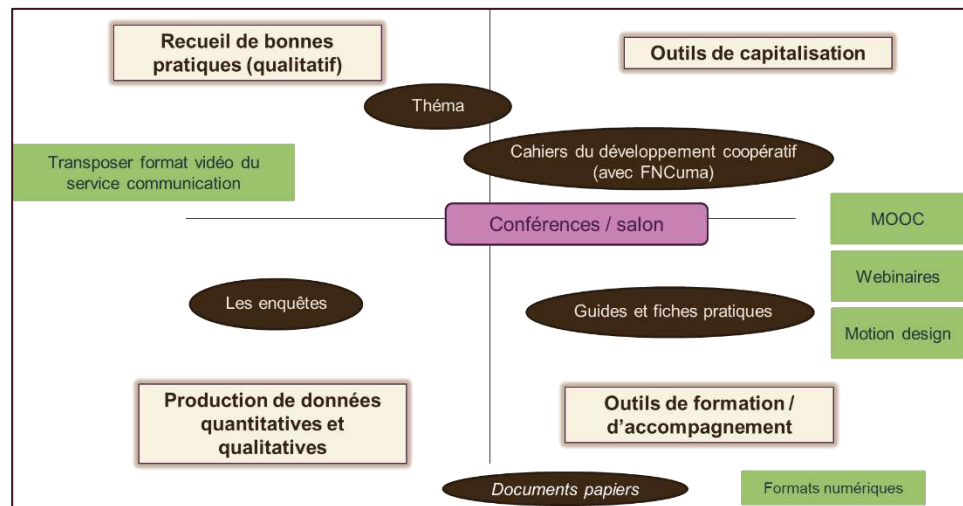 Recueil de bonnes
pratiques (qualitatif)
Outils de capitalisation
Théma
Cahiers du développement coopératif
(avec FNCuma)
Transposer format vidéo du
service communication
Conférences / salon
MOOC
Webinaires
Les enquêtes
Guides et fiches pratiques
Motion design
Production de données
quantitatives et
qualitatives
Outils de formation /
d'accompagnement
Documents papiers
Formats numériques